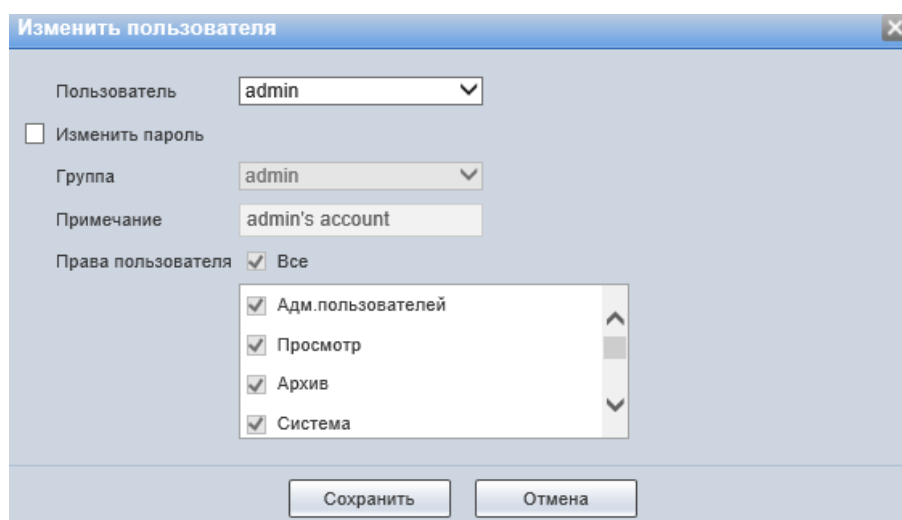 Изменить пользователя
Пользователь admin
Изменить пароль
Группа admin
Примечание admin's account
Права пользователя Все
Адм.пользователей
Просмотр
Архив
Система
Сохранить Отмена